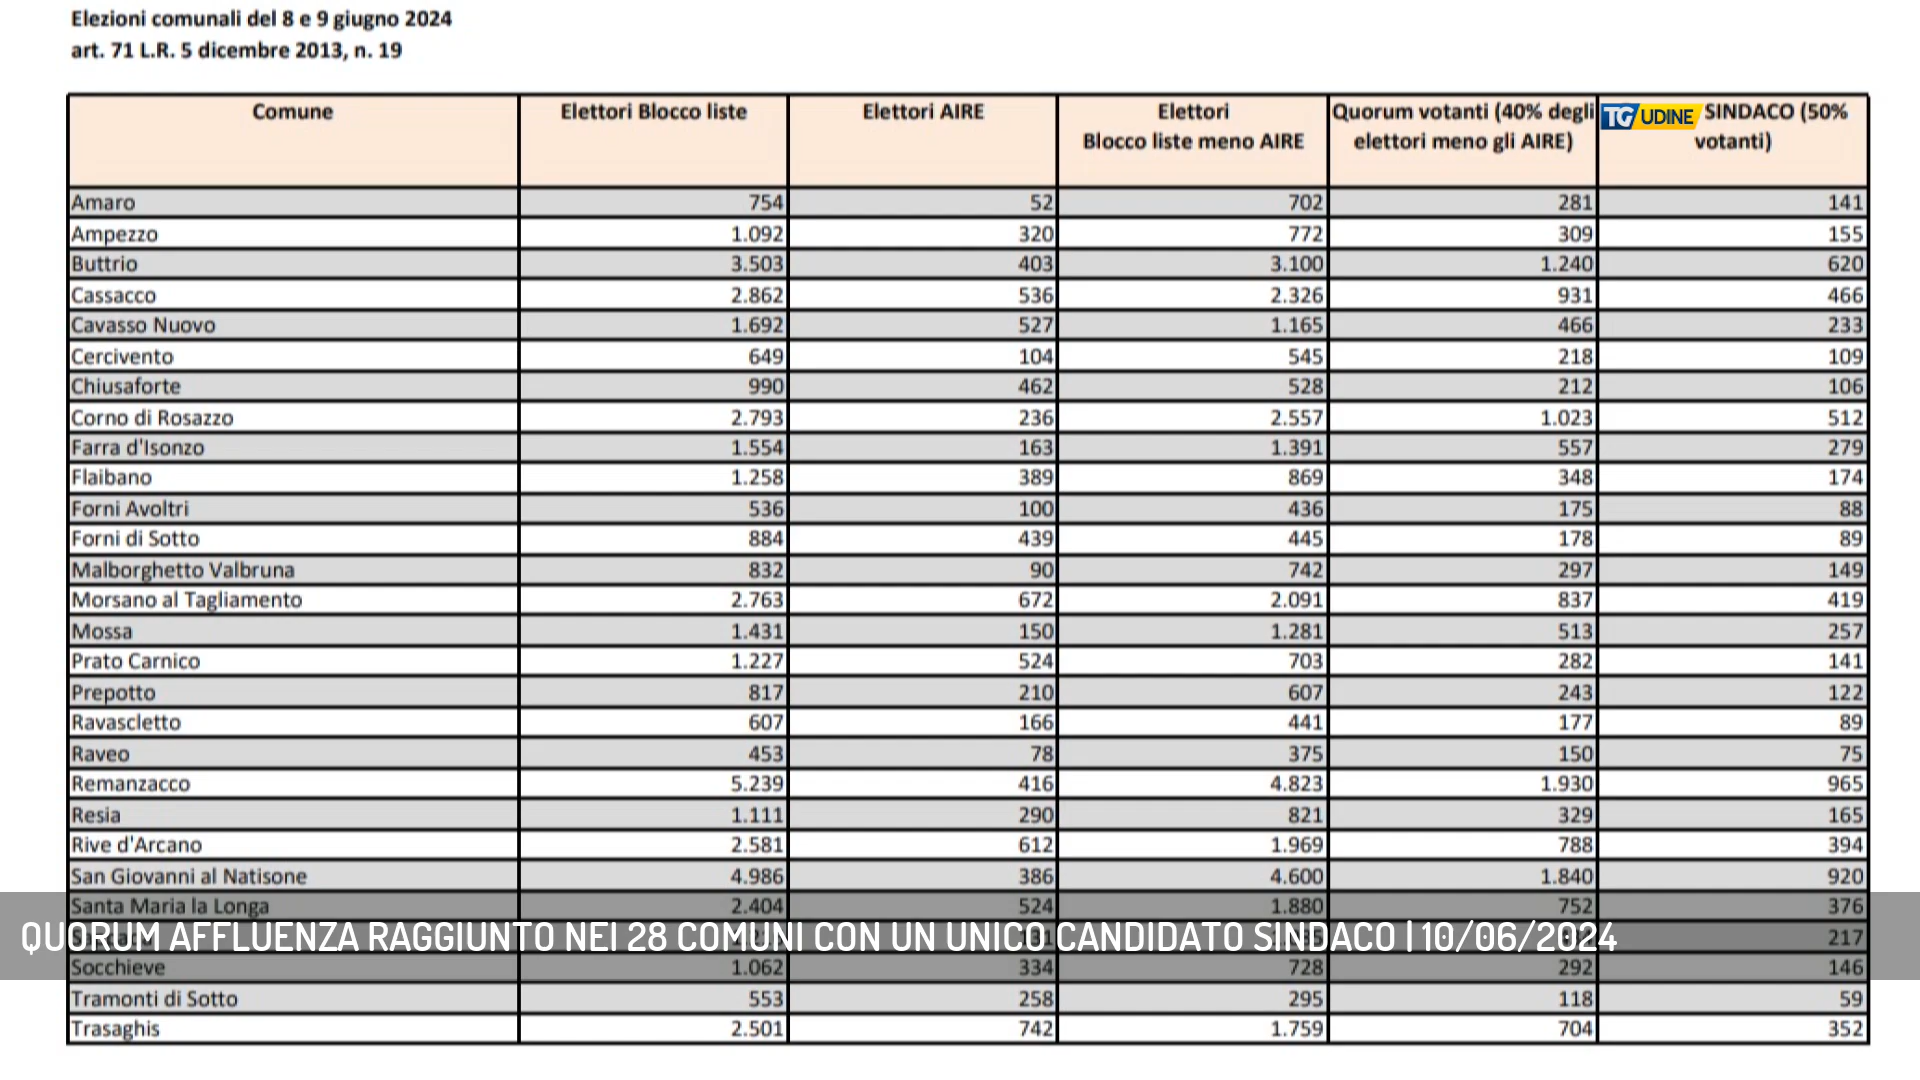 Elezioni comunali del 8 e 9 giugno 2024
art. 71 L.R. 5 dicembre 2013, n. 19
Comune Elettori Blocco liste Elettori AIRE Elettori Quorum votanti (40% degli TG UDINE SINDACO (50%
Blocco liste meno AIRE elettori meno gli AIRE) votanti)
Amaro 754 52 702 281 141
Ampezzo 1.092 320 772 309 155
Buttrio 3.503 403 3.100 1.240 620
Cassacco 2.862 536 2.326 931 466
Cavasso Nuovo 1.692 527 1.165 466 233
Cercivento 649 104 545 218 109
Chiusaforte 990 462 528 212 106
Corno di Rosazzo 2.793 236 2.557 1.023 512
Farra d'Isonzo 1.554 163 1.391 557 279
Flaibano 1.258 389 869 348 174
Forni Avoltri 536 100 436 175 88
Forni di Sotto 884 439 445 178 89
Malborghetto Valbruna 832 90 742 297 149
Morsano al Tagliamento 2.763 672 2.091 837 419
Mossa 1.431 150 1.281 513 257
Prato Carnico 1.227 524 703 282 141
Prepotto 817 210 607 243 122
Ravascletto 607 166 441 177 89
Raveo 453 78 375 150 75
Remanzacco 5.239 416 4.823 1.930 965
Resia 1.111 290 821 329 165
Rive d'Arcano 2.581 612 1.969 788 394
San Giovanni al Natisone 4.986 386 4.600 1.840 920
Santa Maria la Longa 2.404 524 1.880 752 376
QUORUM AFFLUENZA RAGGIUNTO NEI 28 COMUNI CON UN UNICO CANDIDATO SINDACO | 10/06/2024
217
Socchieve 1.062 334 728 292 146
Tramonti di Sotto 553 258 295 118 59
Trasaghis 2.501 742 1.759 704 352